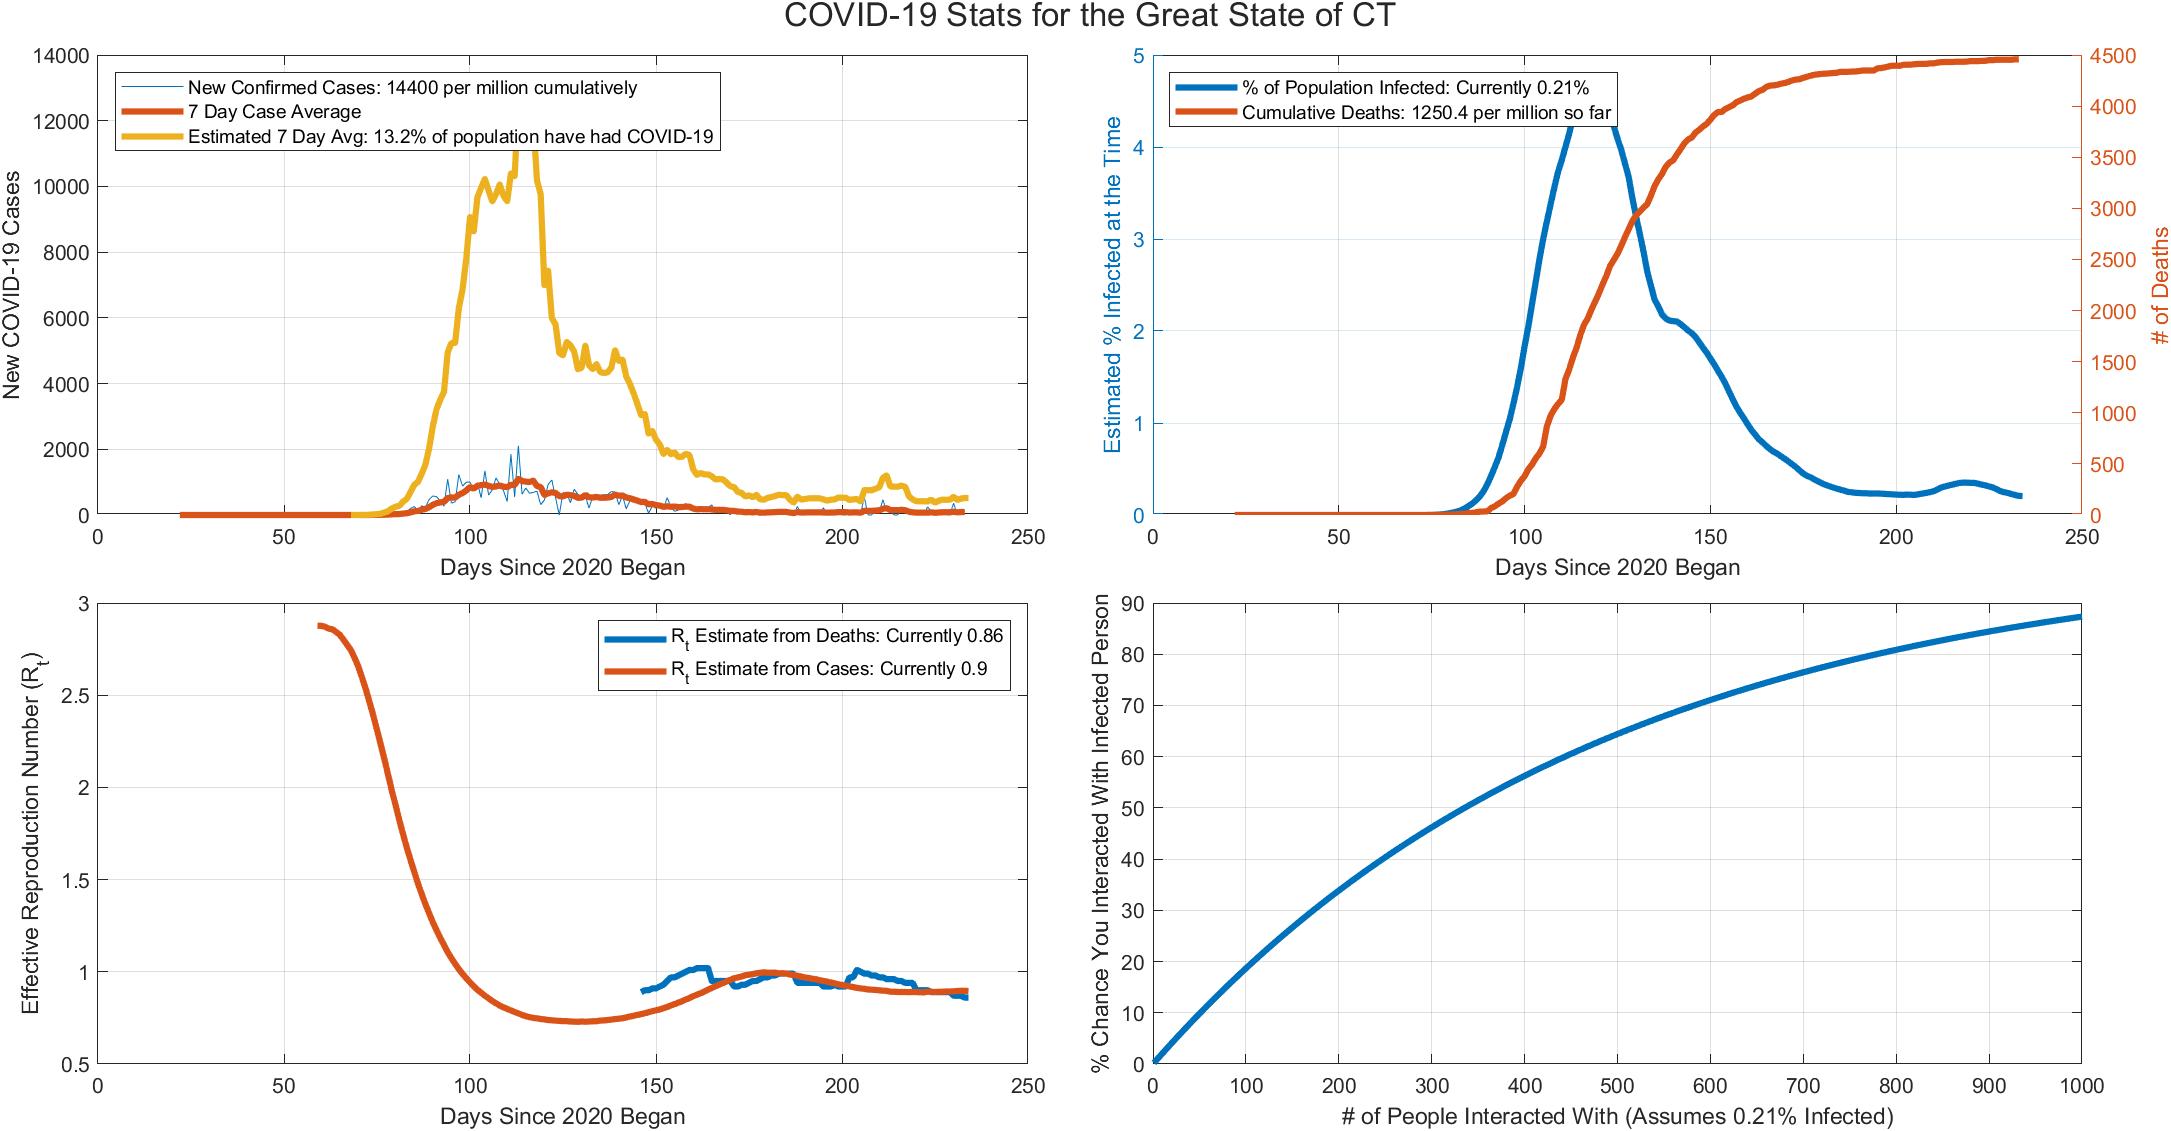 COVID-19 Stats for the Great State of CT
14000
12000
10000
8000
6000
4000
2000
0
New COVID-19 Cases
New Confirmed Cases: 14400 per million cumulatively
7 Day Case Average
Estimated 7 Day Avg: 13.2% of population have had COVID-19
0 50 100 150 200 250
Days Since 2020 Began
5
4
3
2
1
0
Estimated % Infected at the Time
% of Population Infected: Currently 0.21%
Cumulative Deaths: 1250.4 per million so far
4500
4000
3500
3000
2500
2000
1500
1000
500
0
# of Deaths
0 50 100 150 200 250
Days Since 2020 Began
3
2.5
2
1.5
1
0.5
Effective Reproduction Number (Rt)
Rt Estimate from Deaths: Currently 0.86
Rt Estimate from Cases: Currently 0.9
0 50 100 150 200 250
Days Since 2020 Began
90
80
70
60
50
40
30
20
10
0
% Chance You Interacted With Infected Person
0 100 200 300 400 500 600 700 800 900 1000
# of People Interacted With (Assumes 0.21% Infected)